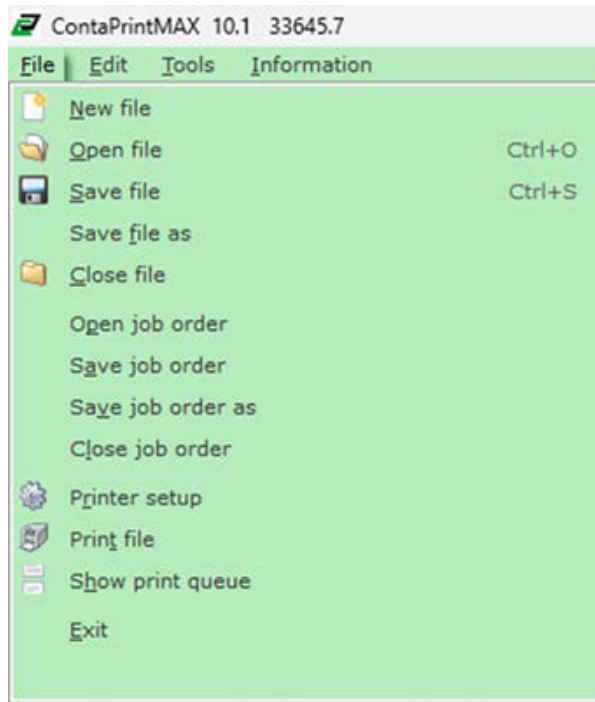 ContaPrintMAX 10.1 33645.7
File Edit Tools Information
New file
Open file Ctrl+O
Save file Ctrl+S
Save file as
Close file
Open job order
Save job order
Save job order as
Close job order
Printer setup
Print file
Show print queue
Exit